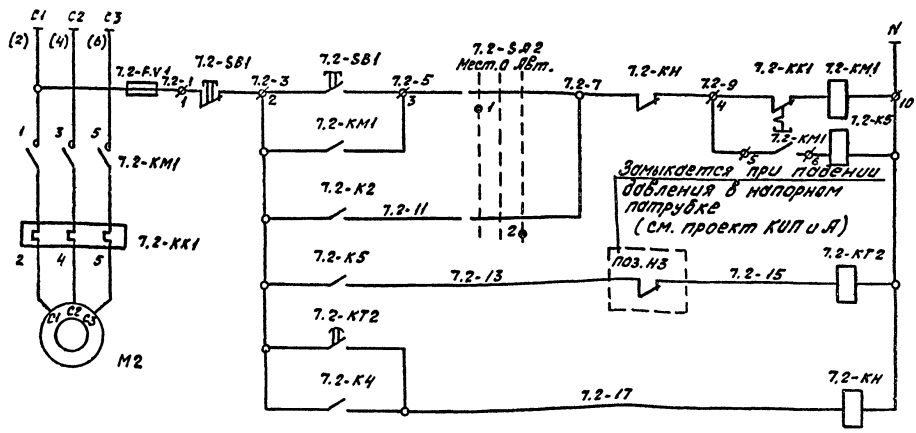 C1 C2 C3
(2) (4) (6)
N
7.2-FV1
7.2-1
1
7.2-SB1
7.2-3
2
7.2-SB1
7.2-5
3
7.2-SA2
Мест. О Авт.
1
7.2-7
7.2-КН
7.2-9
4
7.2-KK1
7.2-KM1
10
7.2-K5
7.2-KM1
5
6
1 3 5
7.2-KM1
7.2-KM1
Замыкается при падении
давления в напорном
патрубке
(см. проект КИП и А)
7.2-K2
7.2-11
2
7.2-KK1
2 4 5
7.2-K5
7.2-13
поз. Н3
7.2-15
7.2-KT2
C1 C2 C3
М2
7.2-KT2
7.2-K4
7.2-17
7.2-КН